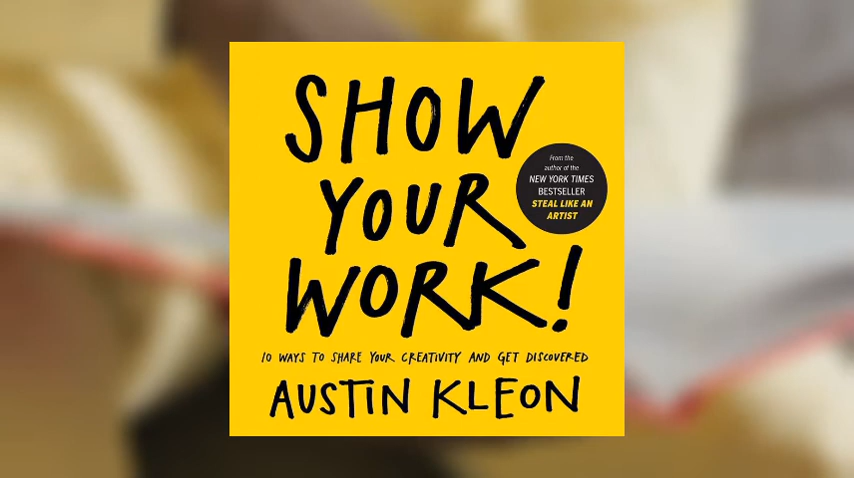 SHOW
YOUR
WORK!
From the
author of the
NEW YORK TIMES
BESTSELLER
STEAL LIKE AN
ARTIST
10 WAYS TO SHARE YOUR CREATIVITY AND GET DISCOVERED
AUSTIN KLEON